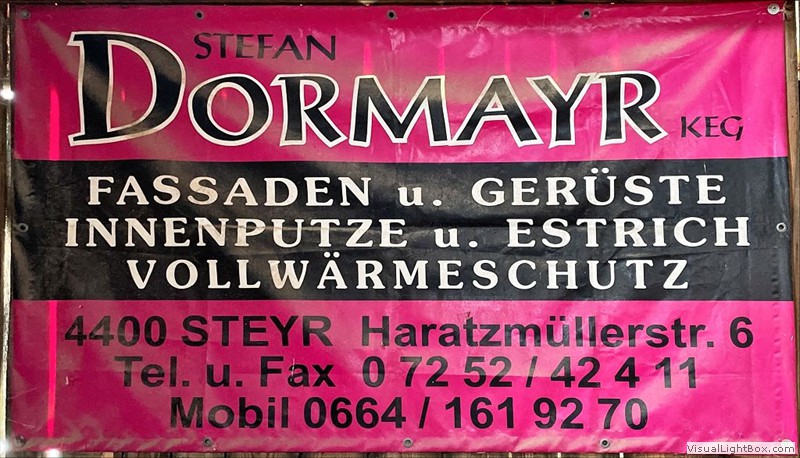 STEFAN
DORMAYR
KEG
FASSADEN u. GERÜSTE
INNENPUTZE u. ESTRICH
VOLLWÄRMESCHUTZ
4400 STEYR Haratzmüllerstr. 6
Tel. u. Fax 0 72 52 / 42 4 11
Mobil 0664 / 161 92 70
VisualLightBox.com